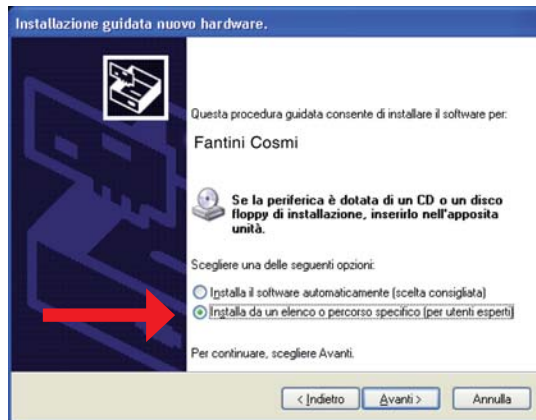 Installazione guidata nuovo hardware.
Questa procedura guidata consente di installare il software per:
Fantini Cosmi
Se la periferica è dotata di un CD o un disco
floppy di installazione, inserirlo nell'apposita
unità.
Scegliere una delle seguenti opzioni:
Installa il software automaticamente (scelta consigliata)
Installa da un elenco o percorso specifico (per utenti esperti)
Per continuare, scegliere Avanti.
< Indietro
Avanti >
Annulla